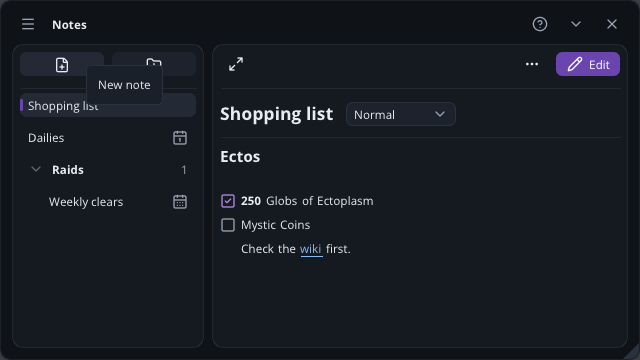 Notes
New note
Shopping list
Dailies
Raids 1
Weekly clears
Edit
Shopping list Normal
Ectos
250 Globs of Ectoplasm
Mystic Coins
Check the wiki first.